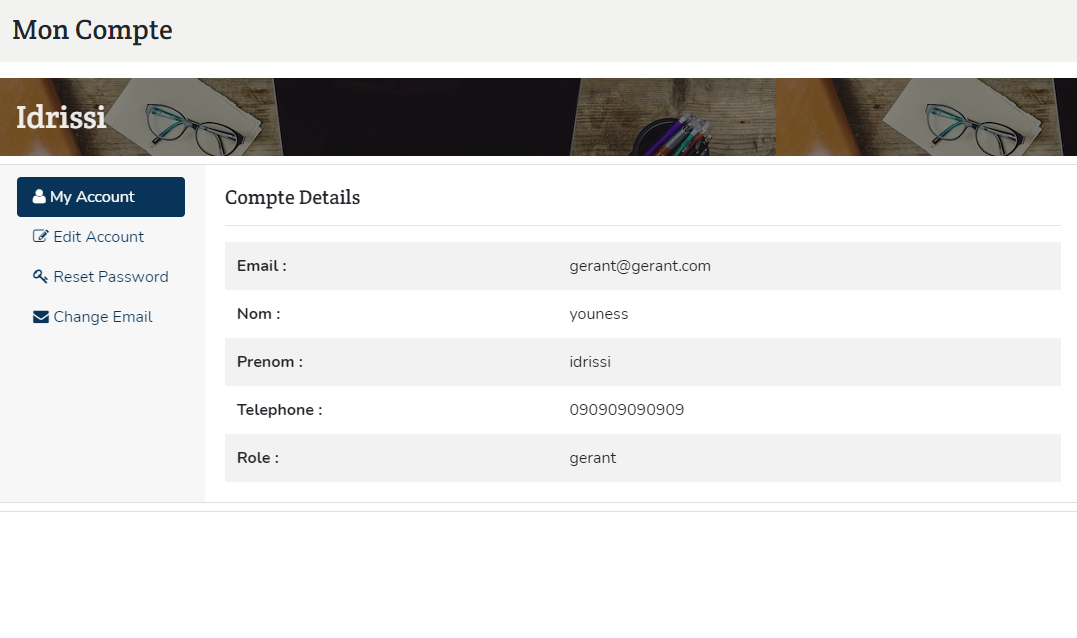 Mon Compte
Idrissi
My Account
Edit Account
Reset Password
Change Email
Compte Details
Email : gerant@gerant.com
Nom : youness
Prenom : idrissi
Telephone : 090909090909
Role : gerant